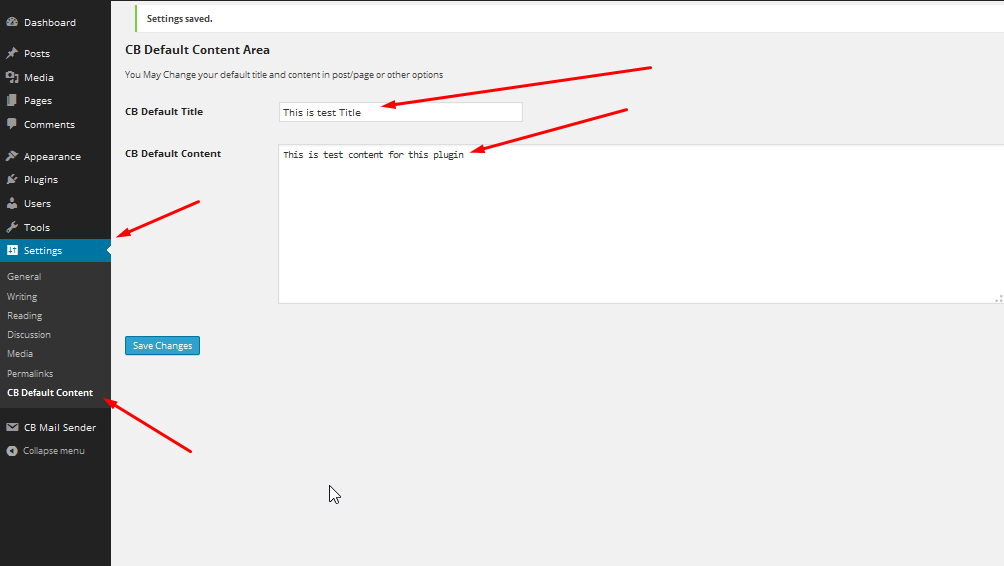 Dashboard
Posts
Media
Pages
Comments
Appearance
Plugins
Users
Tools
Settings
General
Writing
Reading
Discussion
Media
Permalinks
CB Default Content
CB Mail Sender
Collapse menu
Settings saved.
CB Default Content Area
You May Change your default title and content in post/page or other options
CB Default Title
This is test Title
CB Default Content
This is test content for this plugin
Save Changes